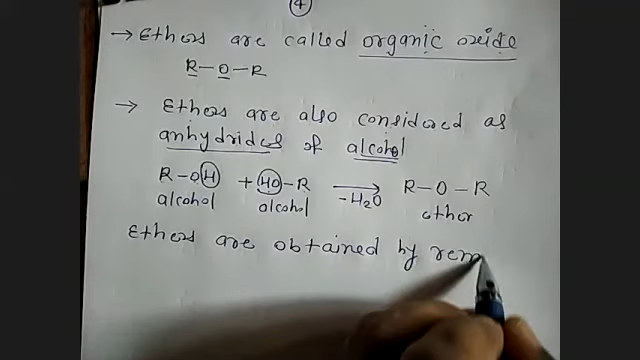 4
→ Ethers are called organic oxide
R-O-R
→ Ethers are also considered as
anhydrides of alcohol
R-OH + HO-R → R-O-R
-H2O
alcohol alcohol ether
Ethers are obtained by rem